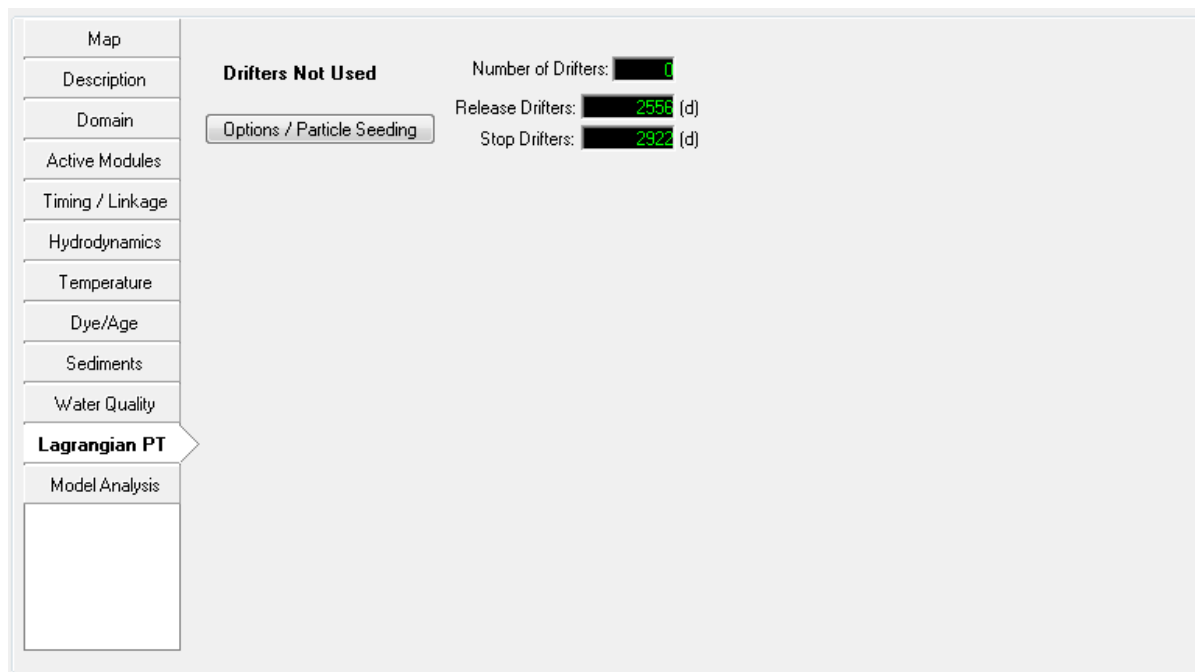 Map
Description
Domain
Active Modules
Timing / Linkage
Hydrodynamics
Temperature
Dye/Age
Sediments
Water Quality
Lagrangian PT
Model Analysis
Drifters Not Used
Options / Particle Seeding
Number of Drifters: 0
Release Drifters: 2556 (d)
Stop Drifters: 2922 (d)